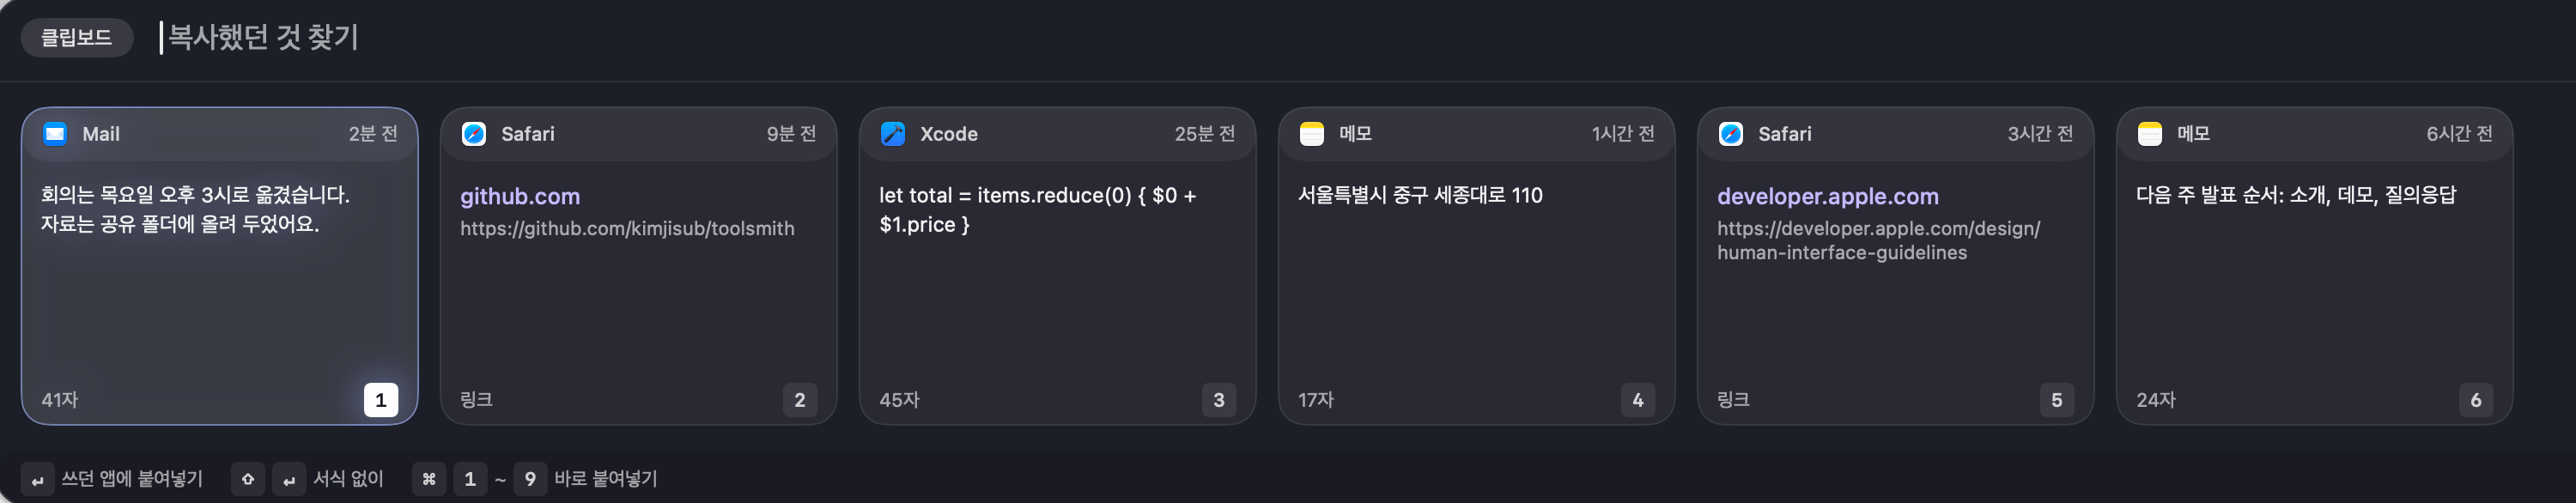 클립보드
복사했던 것 찾기
Mail 2분 전
회의는 목요일 오후 3시로 옮겼습니다.
자료는 공유 폴더에 올려 두었어요.
41자 1
Safari 9분 전
github.com
https://github.com/kimjisub/toolsmith
링크 2
Xcode 25분 전
let total = items.reduce(0) { $0 +
$1.price }
45자 3
메모 1시간 전
서울특별시 중구 세종대로 110
17자 4
Safari 3시간 전
developer.apple.com
https://developer.apple.com/design/
human-interface-guidelines
링크 5
메모 6시간 전
다음 주 발표 순서: 소개, 데모, 질의응답
24자 6
↵ 쓰던 앱에 붙여넣기 ⇧ ↵ 서식 없이 ⌘ 1 ~ 9 바로 붙여넣기